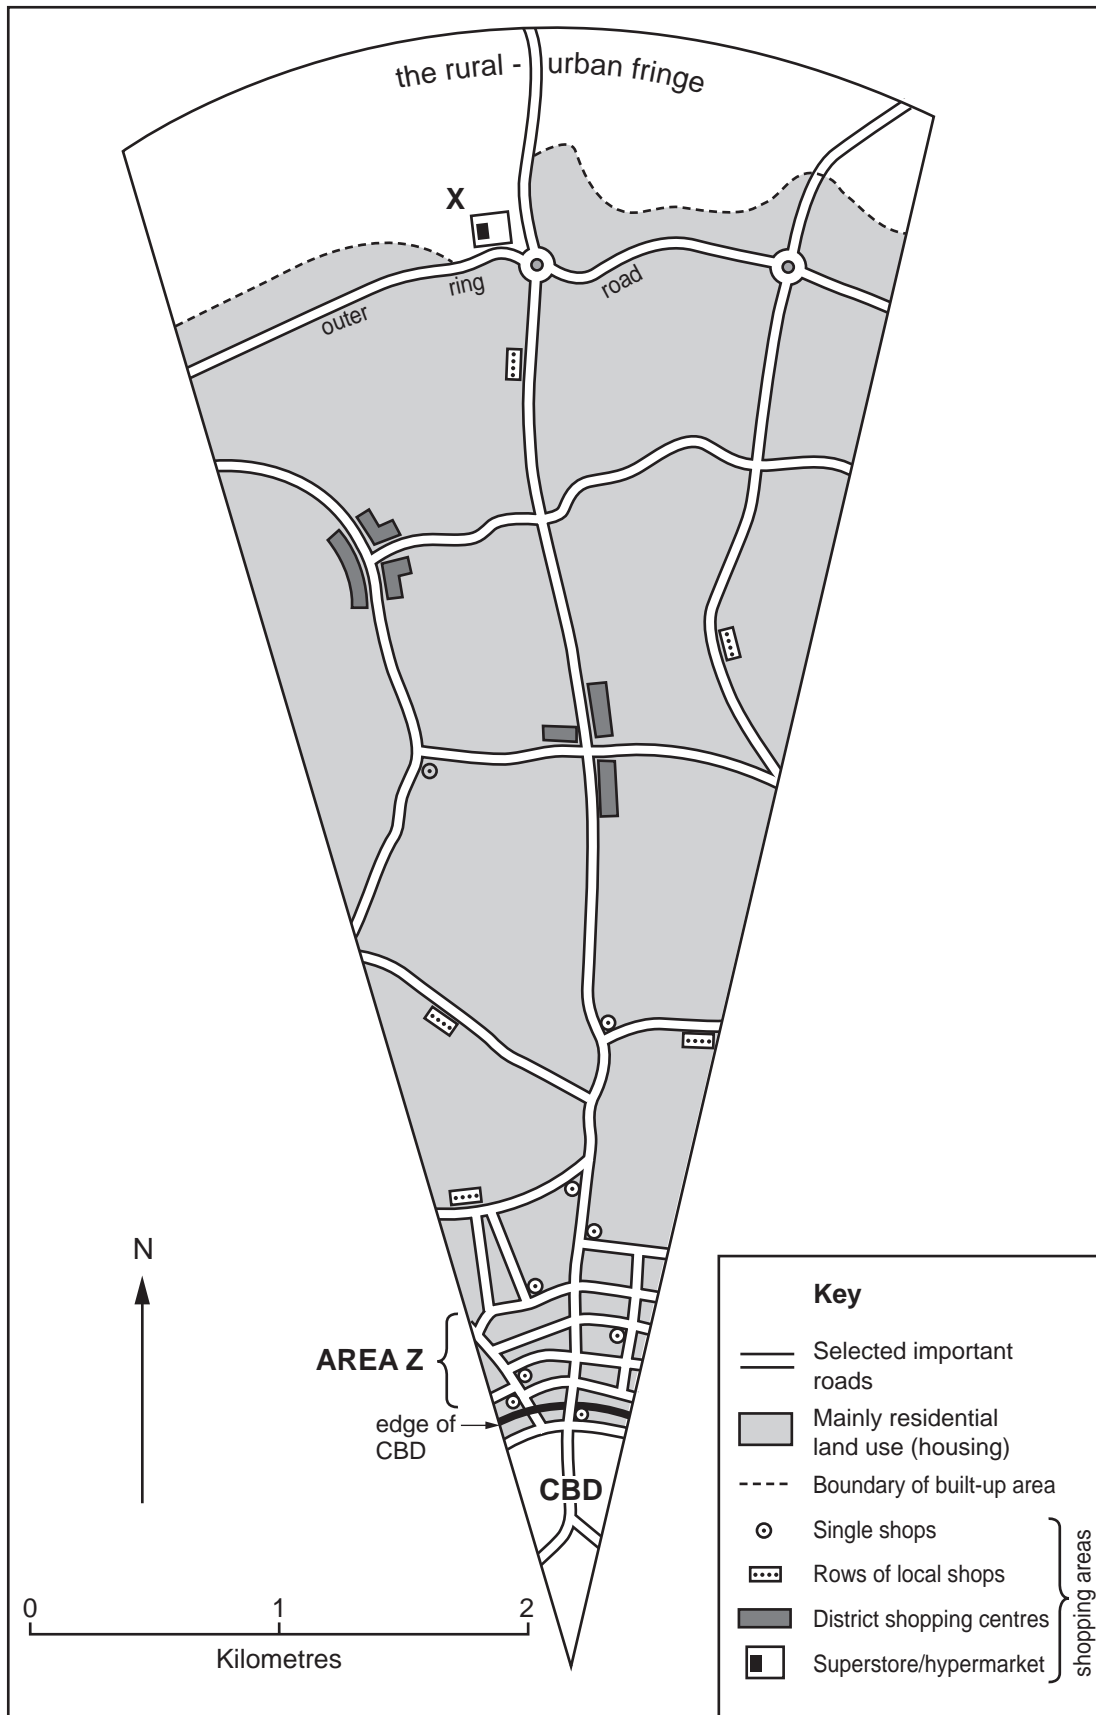 the rural - urban fringe
X
outer ring road
N
AREA Z
edge of
CBD
CBD
0 1 2
Kilometres
Key
Selected important
roads
Mainly residential
land use (housing)
Boundary of built-up area
Single shops
Rows of local shops
District shopping centres
Superstore/hypermarket
shopping areas